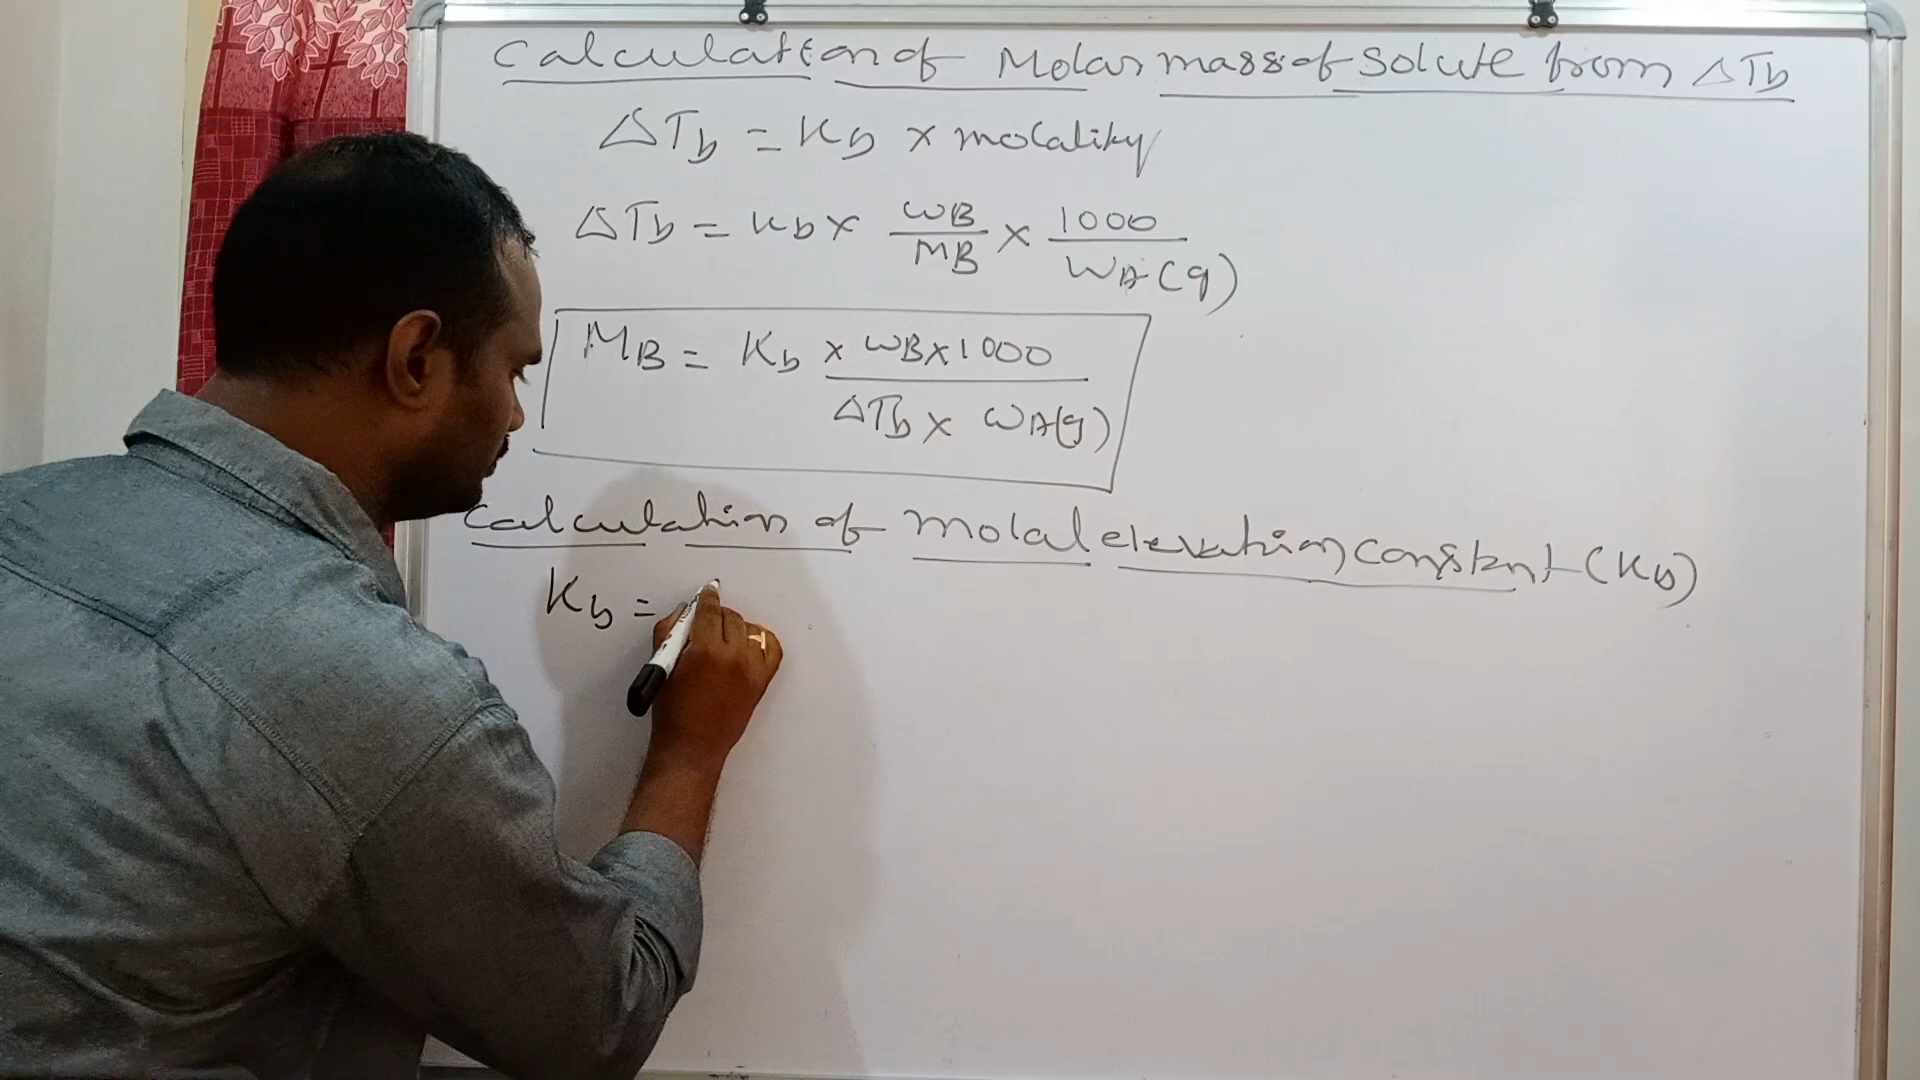 Calculation of Molar mass of solute from ΔTb
ΔTb = Kb × molality
ΔTb = Kb × WB/MB × 1000/WA(g)
MB = Kb × WB × 1000 / ΔTb × WA(g)
Calculation of molal elevation constant (Kb)
Kb =